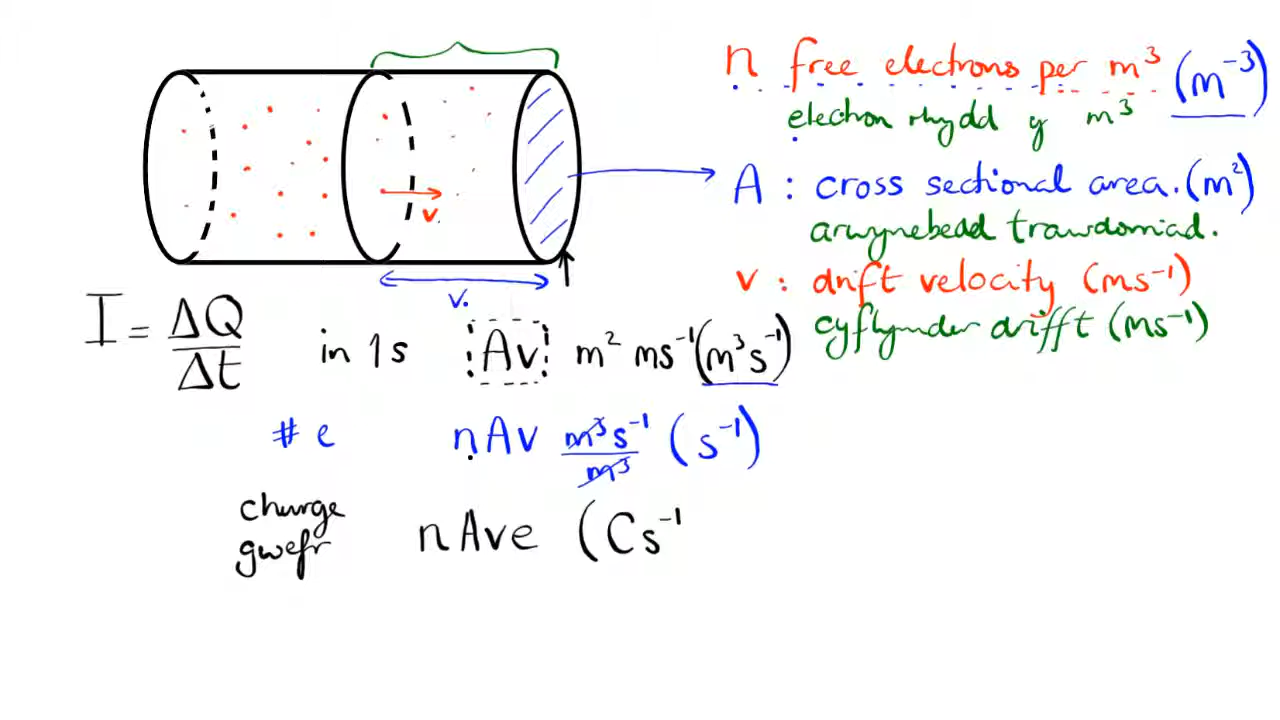 n free electrons per m³ (m⁻³)
electron rhydd y m³
A : cross sectional area. (m²)
arwynebedd trawdoriad.
v : drift velocity (ms⁻¹)
cyflymder drifft (ms⁻¹)
v.
v.
I = ΔQ/Δt
in 1s Av m² ms⁻¹ (m³s⁻¹)
# e nAv m³s⁻¹/m³ (s⁻¹)
charge nAve (Cs⁻¹
gwefr